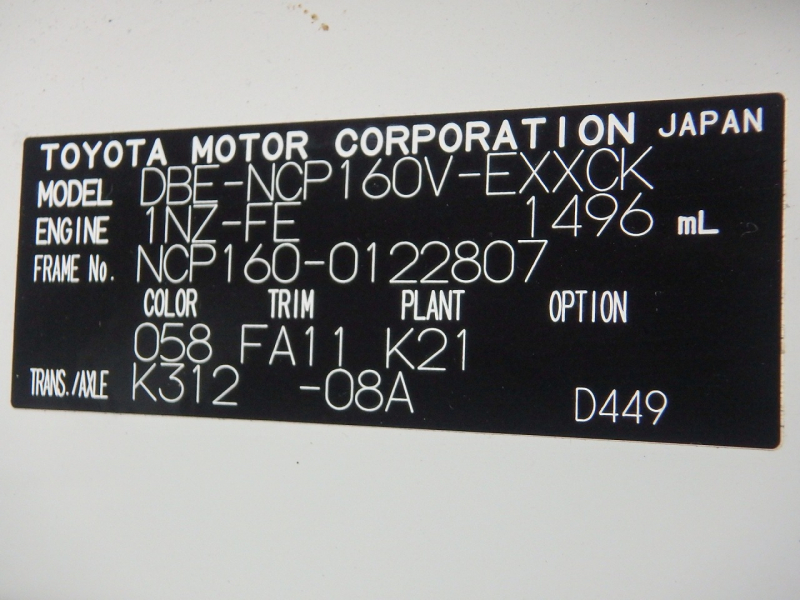 TOYOTA MOTOR CORPORATION JAPAN
MODEL DBE-NCP160V-EXXCK
ENGINE 1NZ-FE 1496 mL
FRAME No. NCP160-0122807
COLOR TRIM PLANT OPTION
058 FA11 K21
TRANS./AXLE K312 -08A D449